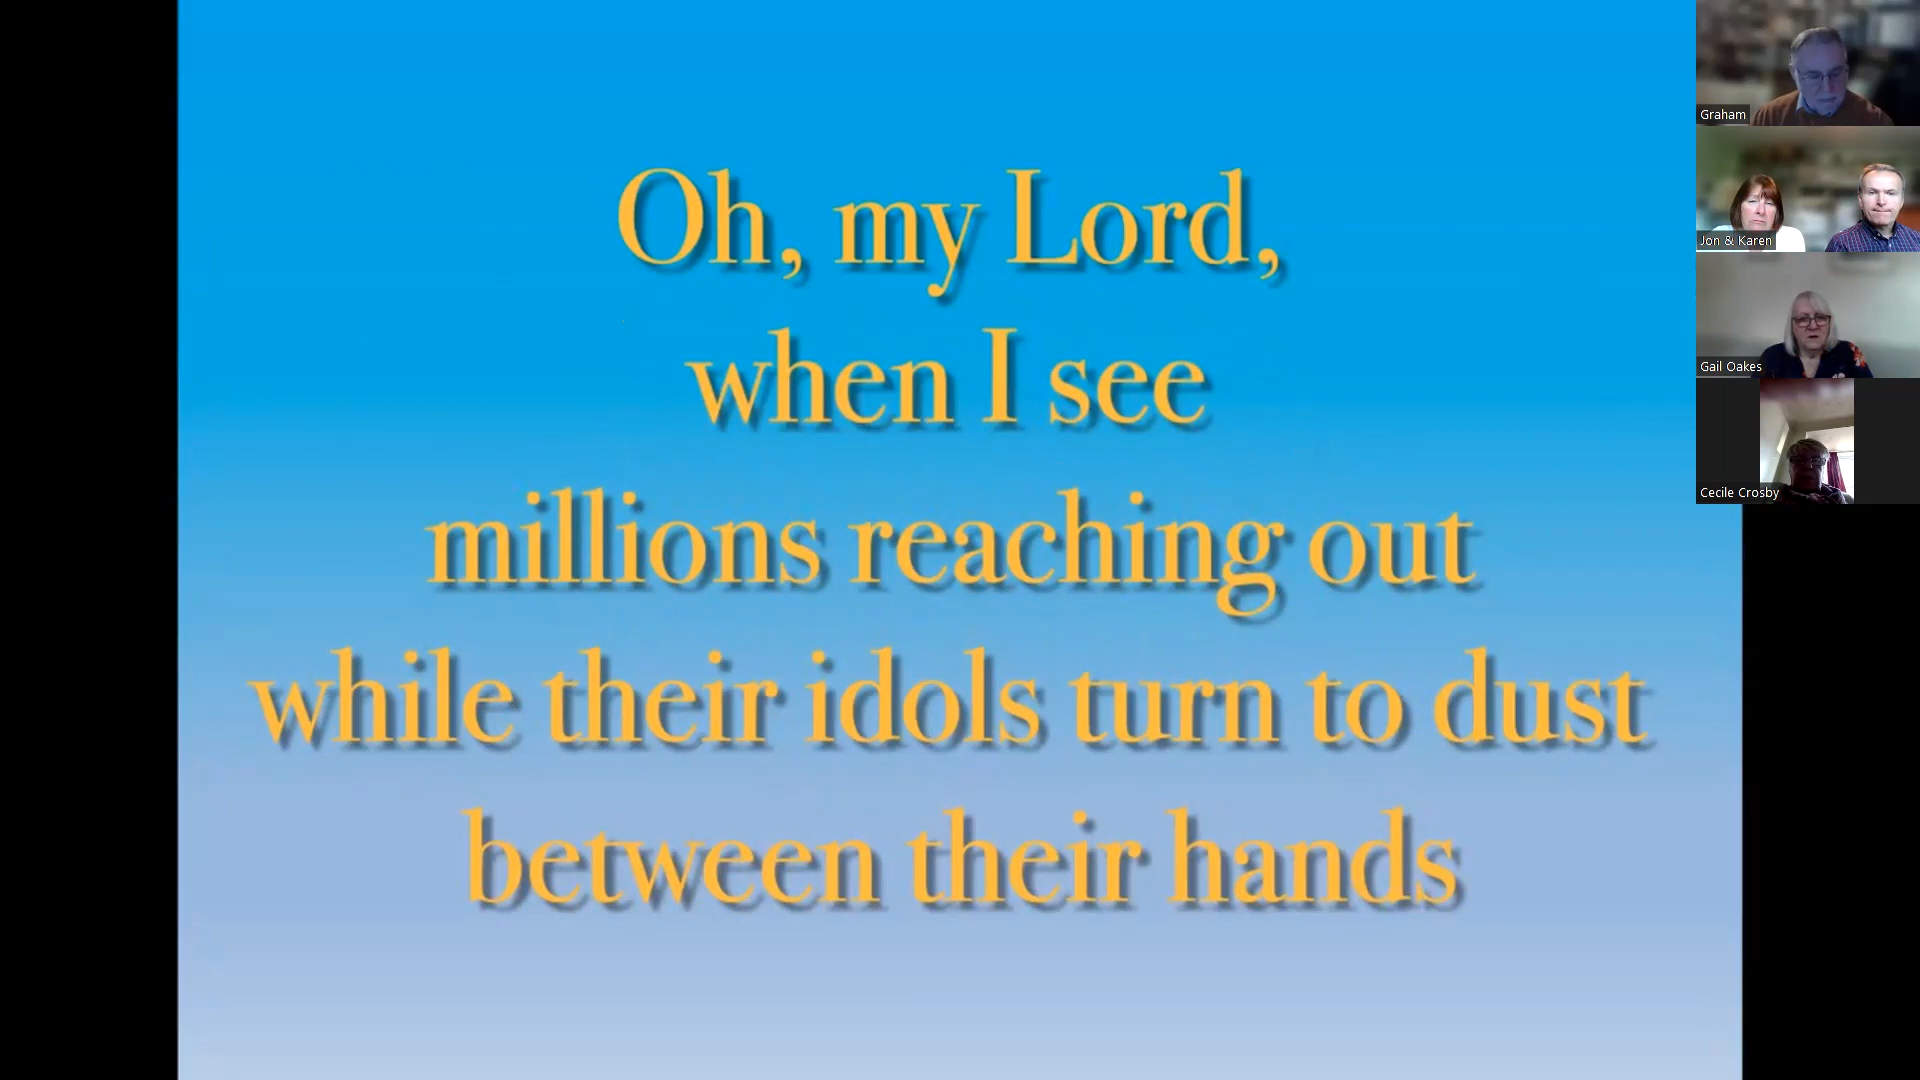 Oh, my Lord,
when I see
millions reaching out
while their idols turn to dust
between their hands
Graham
Jon & Karen
Gail Oakes
Cecile Crosby